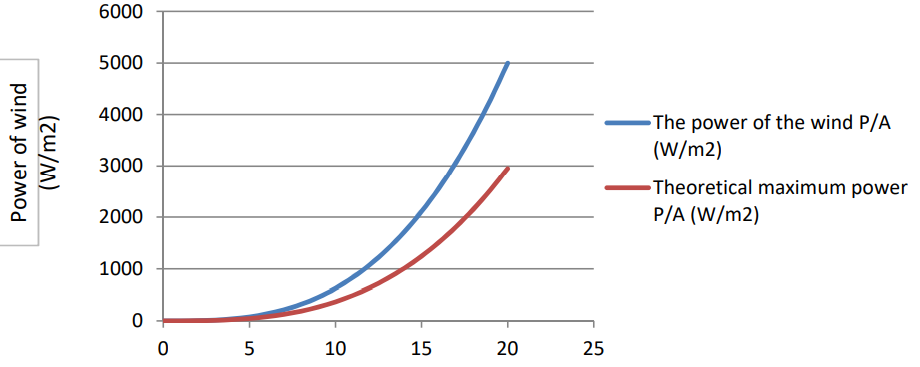 6000
5000
4000
3000
2000
1000
0
0 5 10 15 20 25
Power of wind
(W/m2)
The power of the wind P/A
(W/m2)
Theoretical maximum power
P/A (W/m2)